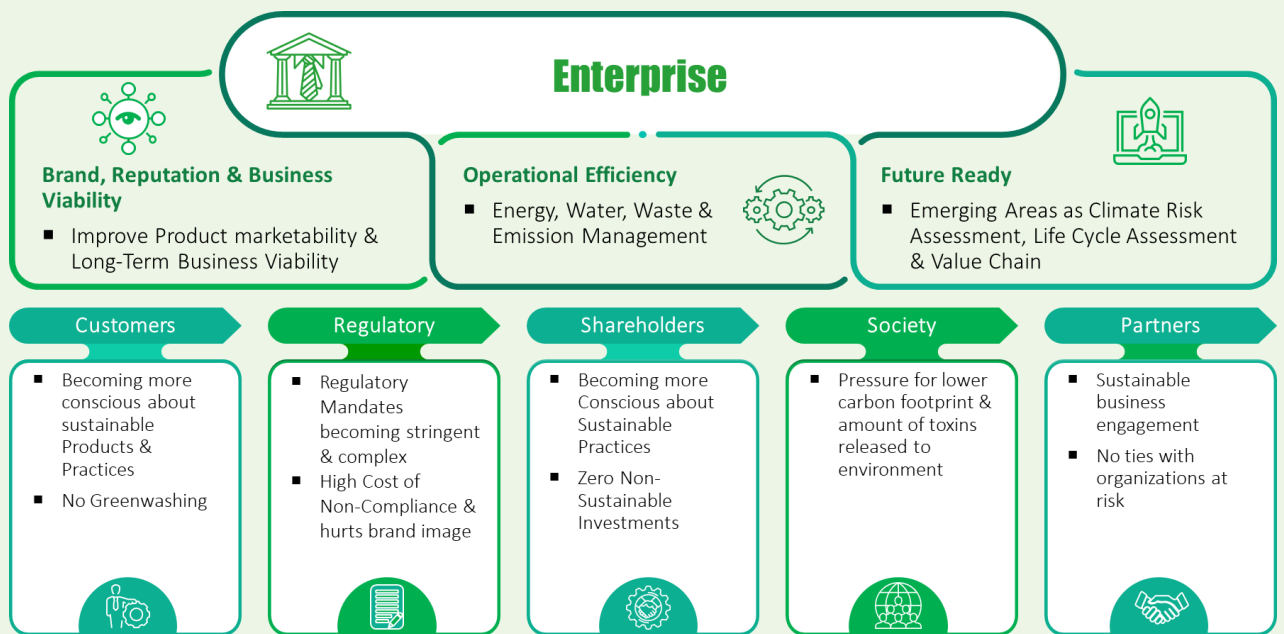 Enterprise
Brand, Reputation & Business
Viability
▪ Improve Product marketability &
Long-Term Business Viability
Operational Efficiency
▪ Energy, Water, Waste &
Emission Management
Future Ready
▪ Emerging Areas as Climate Risk
Assessment, Life Cycle Assessment
& Value Chain
Customers
▪ Becoming more
conscious about
sustainable
Products &
Practices
▪ No Greenwashing
Regulatory
▪ Regulatory
Mandates
becoming stringent
& complex
▪ High Cost of
Non-Compliance &
hurts brand image
Shareholders
▪ Becoming more
Conscious about
Sustainable
Practices
▪ Zero Non-
Sustainable
Investments
Society
▪ Pressure for lower
carbon footprint &
amount of toxins
released to
environment
Partners
▪ Sustainable
business
engagement
▪ No ties with
organizations at
risk